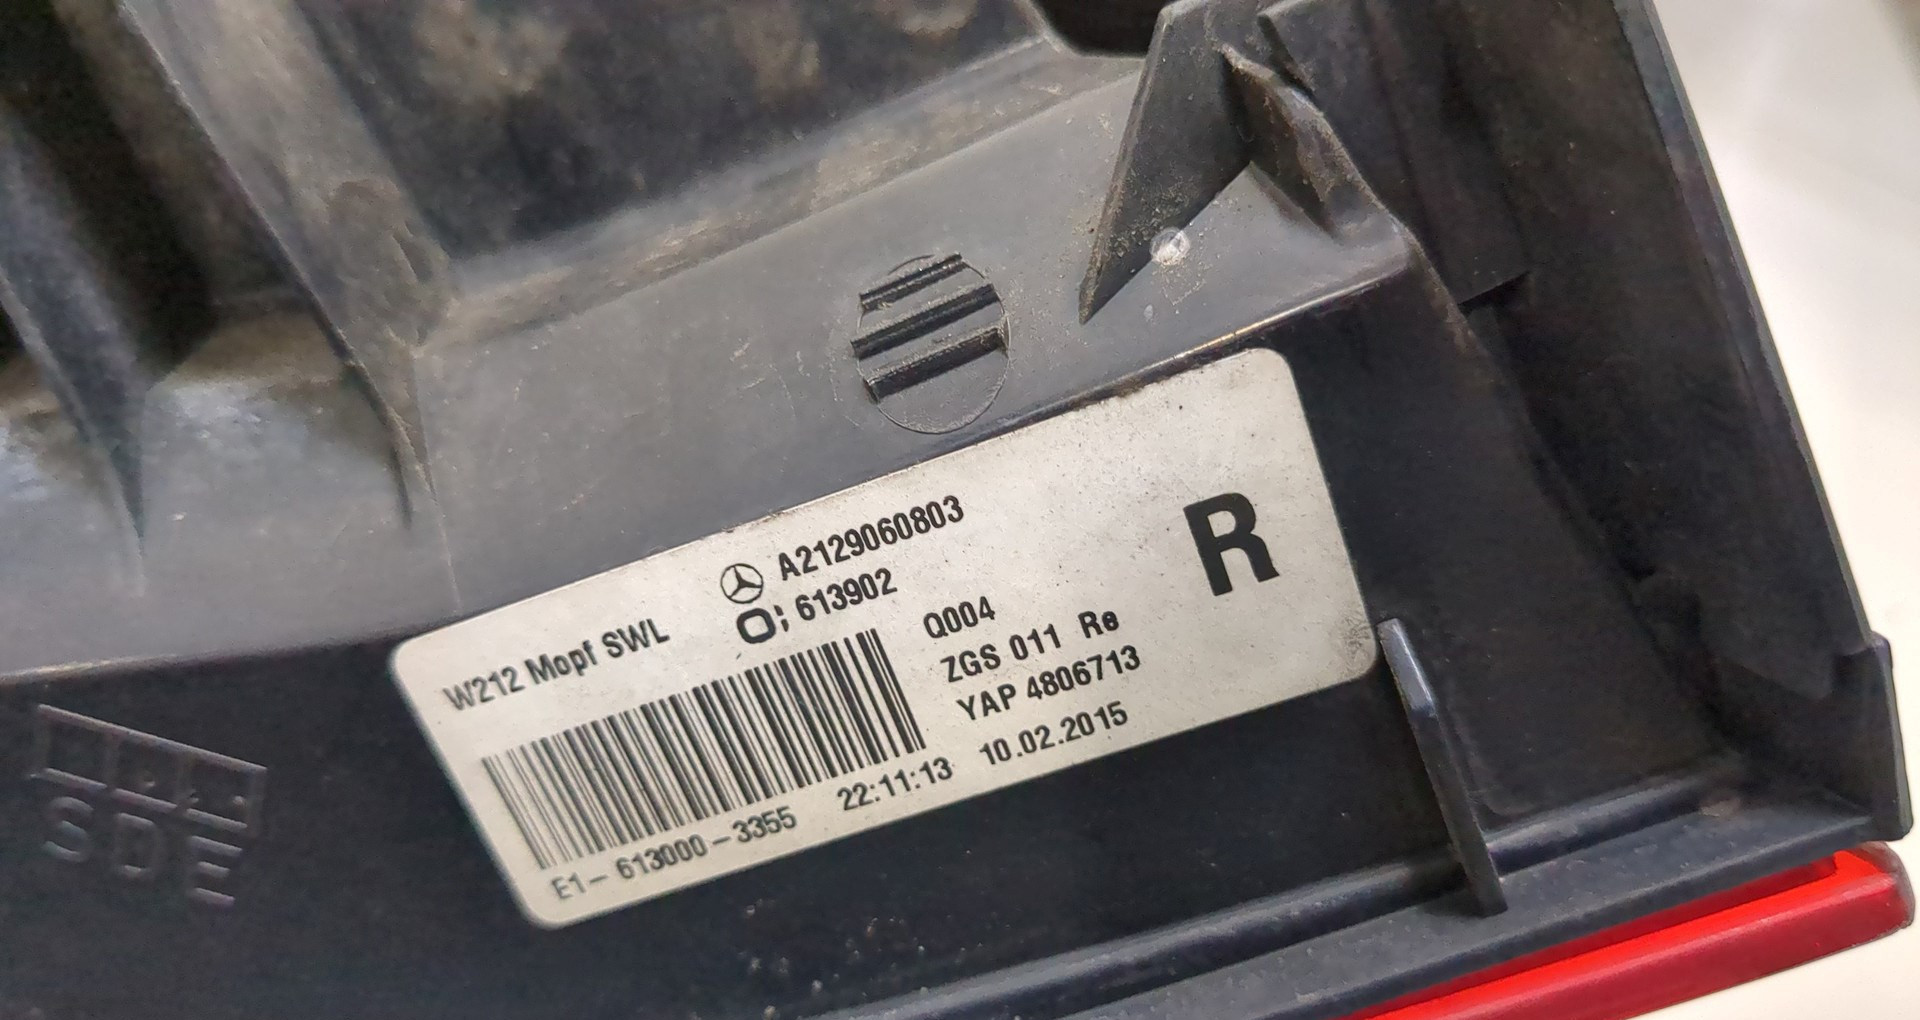 A2129060803
613902
W212 Mopf SWL
R
Q004
ZGS 011 Re
YAP 4806713
E1-613000-3355 22:11:13 10.02.2015
SDE